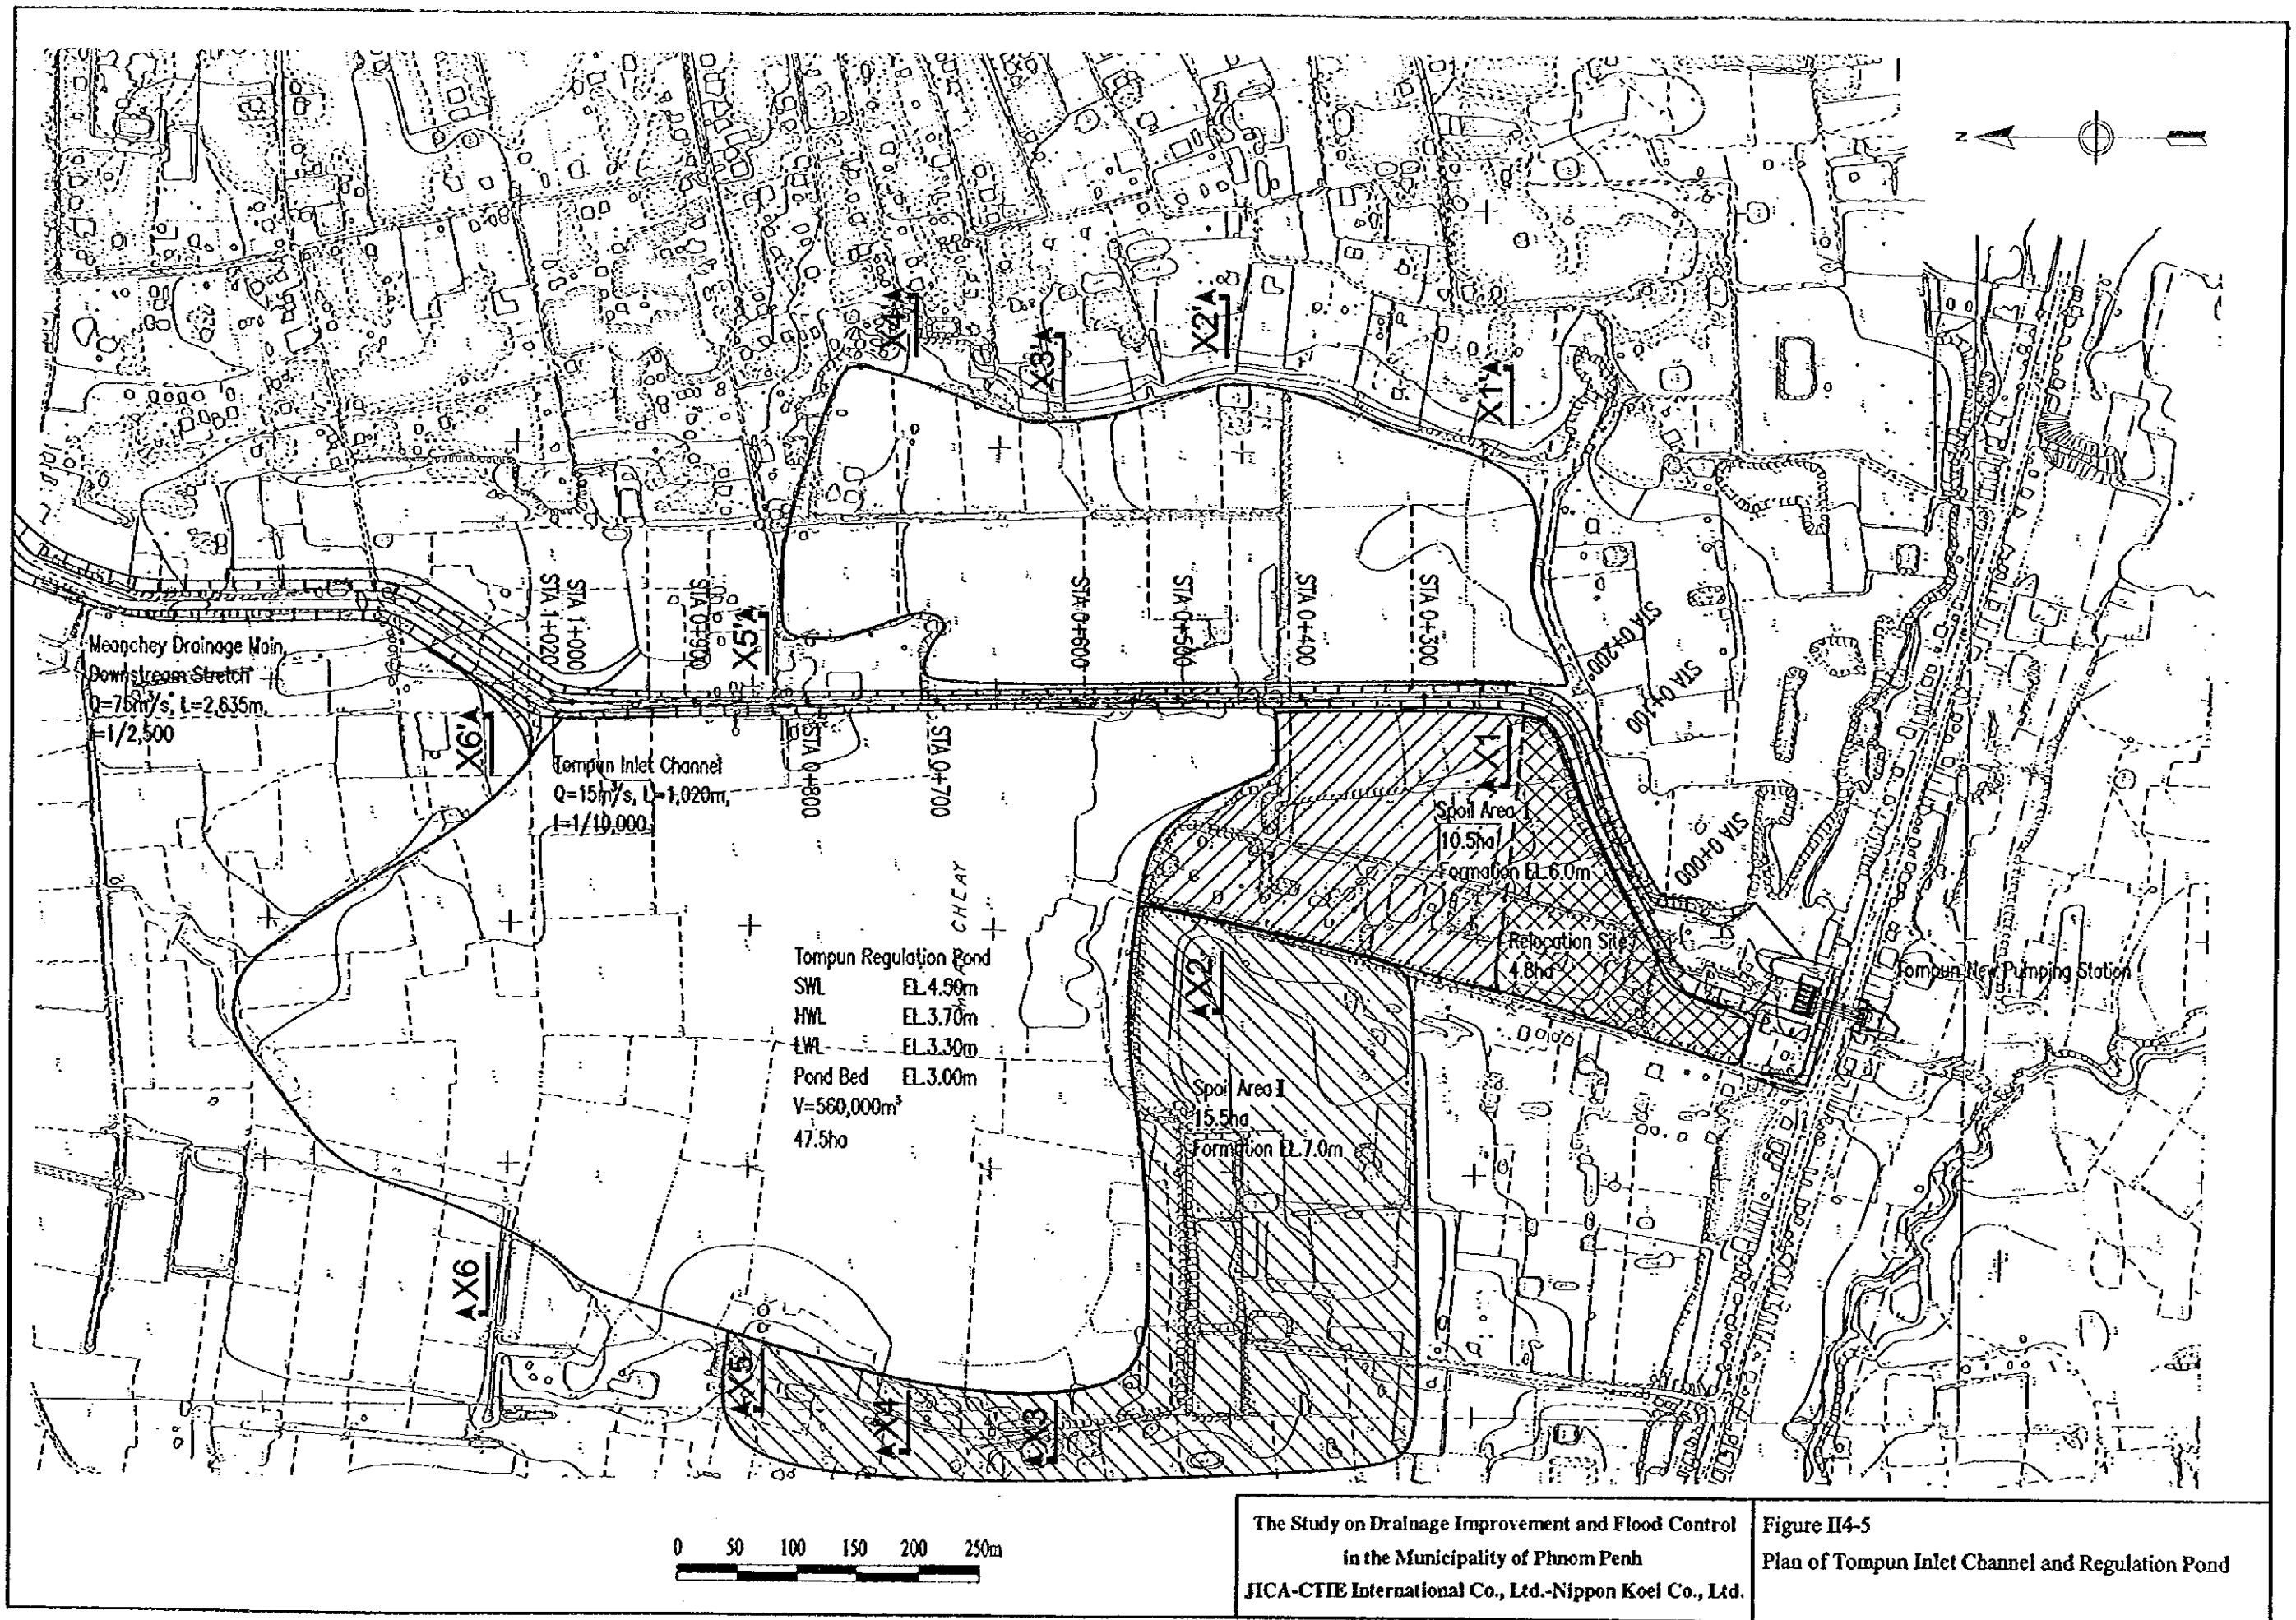 N
X4'
X3'
X2'
X1'
STA 1+020
STA 1+000
STA 0+900
X5'
STA 0+600
STA 0+500
STA 0+400
STA 0+300
STA 0+200
STA 0+100
STA 0+000
Meanchey Drainage Main,
Downstream Stretch
L=2,635m,
I=1/2,500
X6'
Tompun Inlet Channel
Q=15m³/s, L=1,020m,
I=1/10,000
STA 0+800
STA 0+700
X1
Spoil Area I
10.5ha
Formation EL.6.0m
Relocation Site
4.8ha
Tompun New Pumping Station
CHEAY
Tompun Regulation Pond
SWL EL.4.50m
HWL EL.3.70m
LWL EL.3.30m
Pond Bed EL.3.00m
V=560,000m³
47.5ha
X2
Spoil Area II
15.5ha
Formation EL.7.0m
X6
X5
X4
X3
0 50 100 150 200 250m
The Study on Drainage Improvement and Flood Control
in the Municipality of Phnom Penh
JICA-CTIE International Co., Ltd.-Nippon Koei Co., Ltd.
Figure II4-5
Plan of Tompun Inlet Channel and Regulation Pond